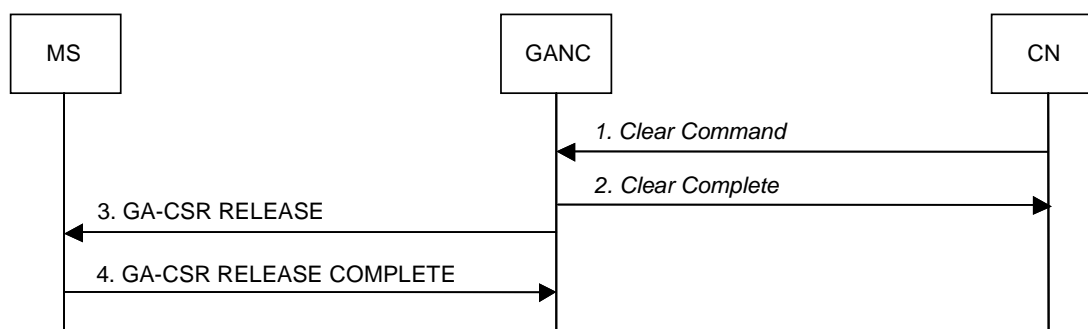 MS
GANC
CN
1. Clear Command
2. Clear Complete
3. GA-CSR RELEASE
4. GA-CSR RELEASE COMPLETE